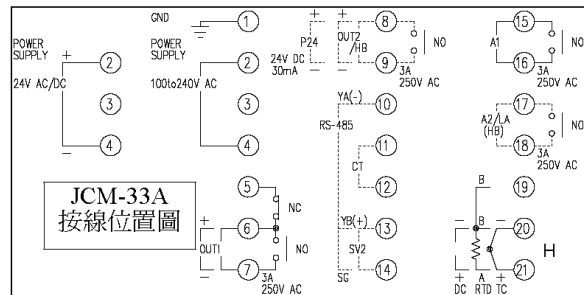 GND
1
POWER
SUPPLY
+
2
24V AC/DC
3
−
4
POWER
SUPPLY
2
100to240V AC
3
4
JCM-33A
按線位置圖
5
NC
+
6
OUT1
NO
−
7
3A
250V AC
+
+
8
P24
OUT2
/HB
NO
24V DC
30mA
−
−
9
3A
250V AC
YA(-)
10
RS-485
11
CT
12
YB(+)
13
SV2
SG
14
15
A1
NO
16
3A
250V AC
17
A2/LA
(HB)
NO
18
3A
250V AC
B
19
−
B
−
20
H
+
A
+
21
DC
RTD
TC